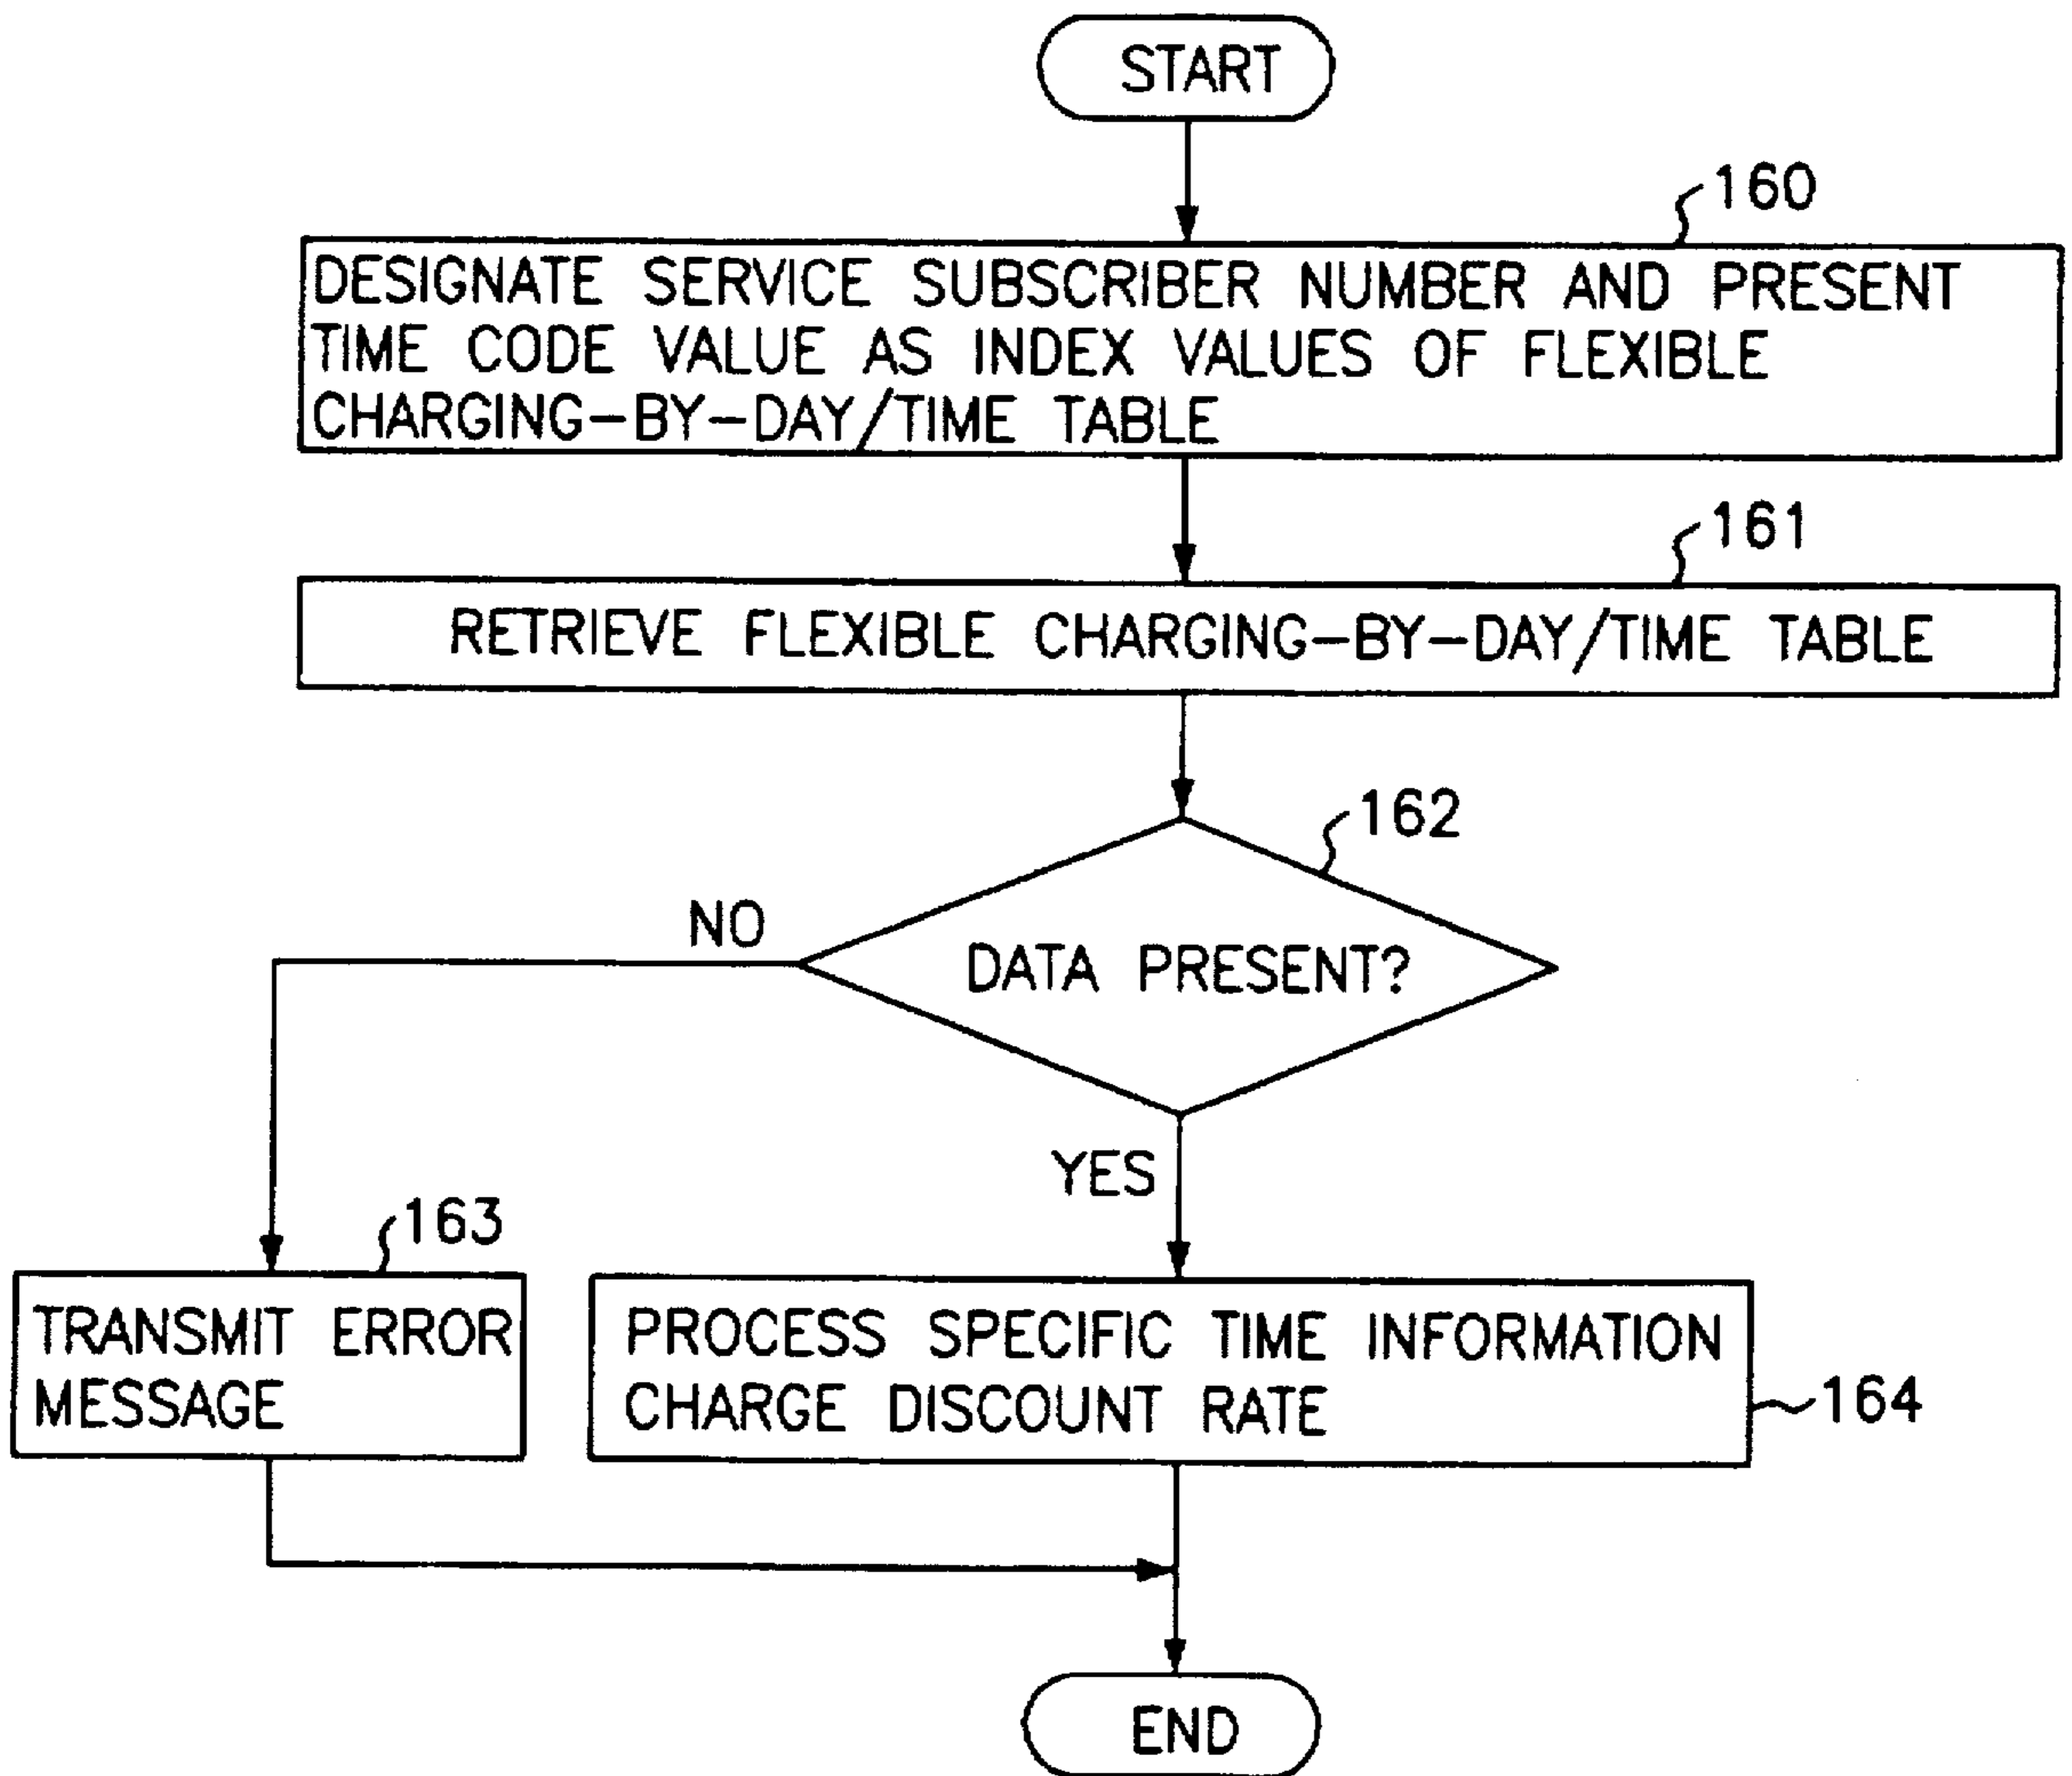 START
160
DESIGNATE SERVICE SUBSCRIBER NUMBER AND PRESENT
TIME CODE VALUE AS INDEX VALUES OF FLEXIBLE
CHARGING-BY-DAY/TIME TABLE
161
RETRIEVE FLEXIBLE CHARGING-BY-DAY/TIME TABLE
162
NO
DATA PRESENT?
YES
163
TRANSMIT ERROR
MESSAGE
PROCESS SPECIFIC TIME INFORMATION
CHARGE DISCOUNT RATE
164
END